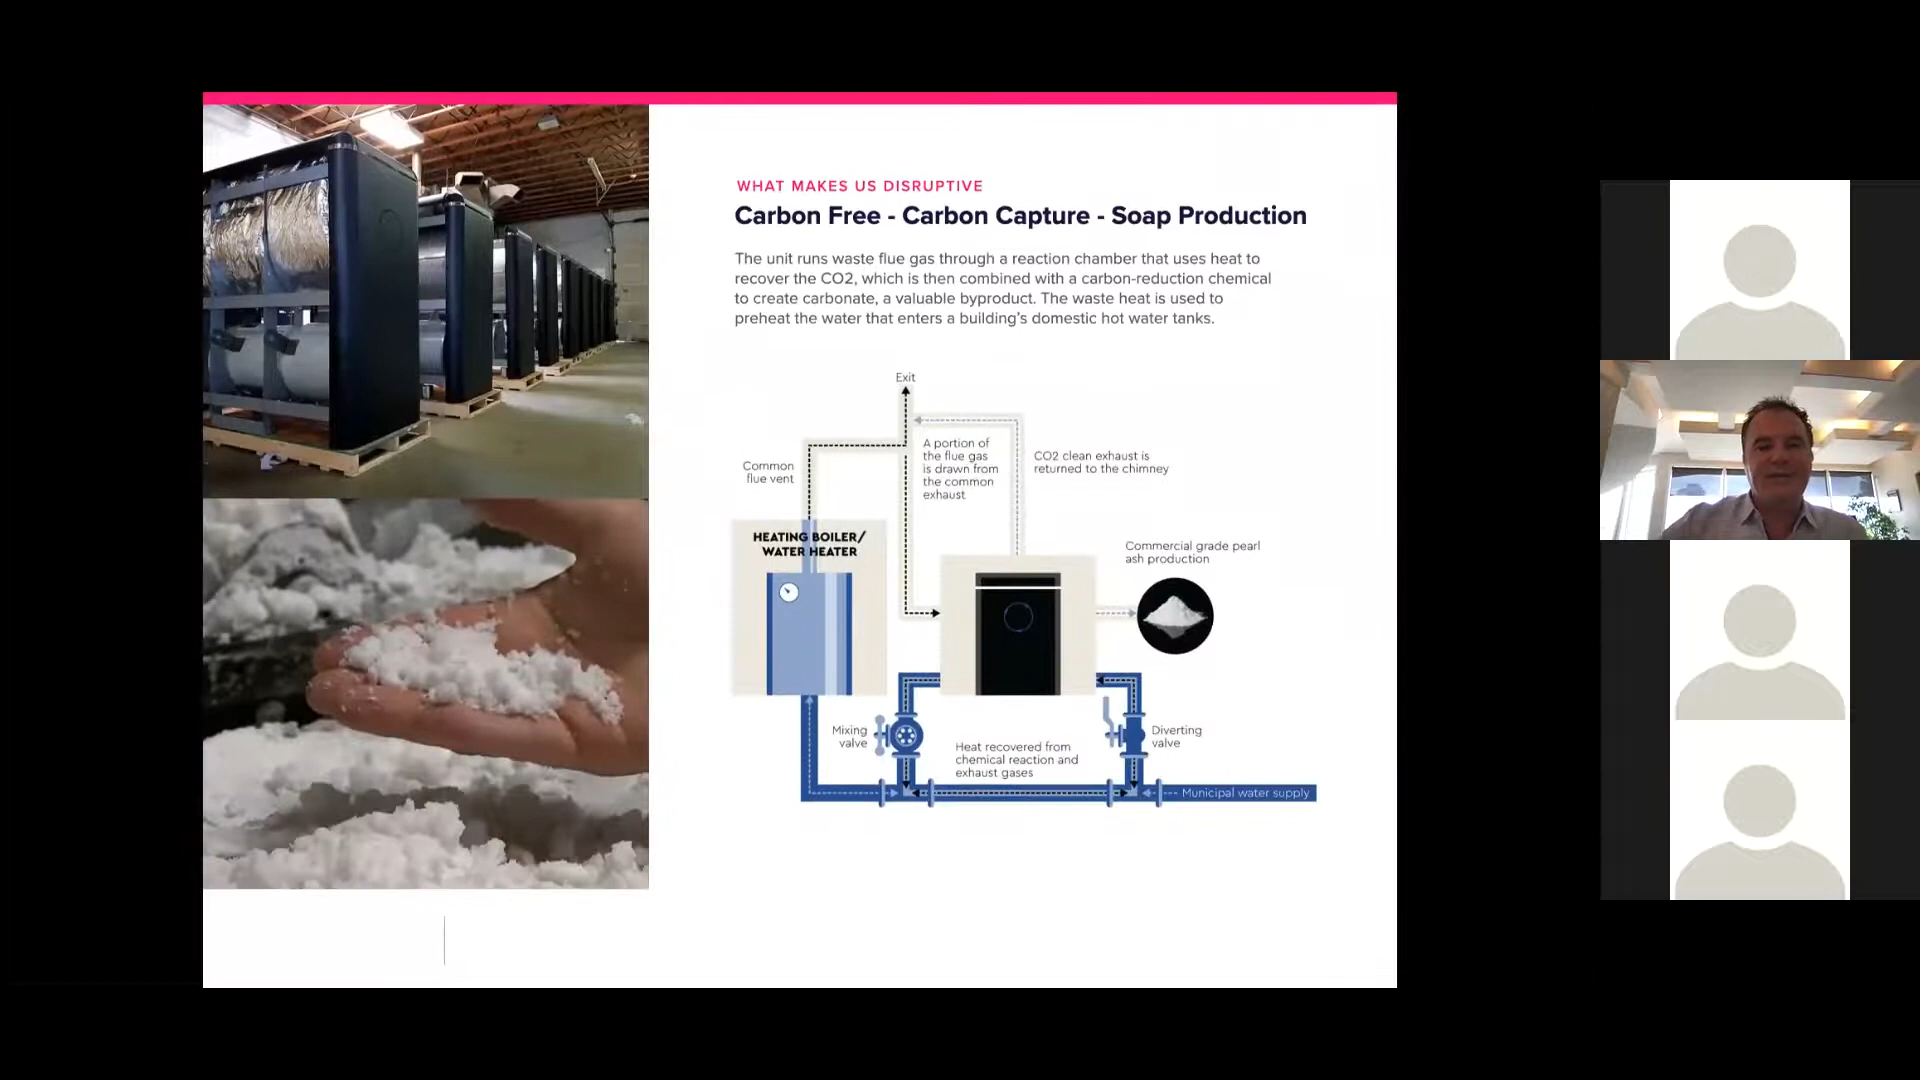 WHAT MAKES US DISRUPTIVE
Carbon Free - Carbon Capture - Soap Production
The unit runs waste flue gas through a reaction chamber that uses heat to
recover the CO2, which is then combined with a carbon-reduction chemical
to create carbonate, a valuable byproduct. The waste heat is used to
preheat the water that enters a building’s domestic hot water tanks.
Exit
Common
flue vent
A portion of
the flue gas
is drawn from
the common
exhaust
CO2 clean exhaust is
returned to the chimney
HEATING BOILER/
WATER HEATER
Commercial grade pearl
ash production
Mixing
valve
Heat recovered from
chemical reaction and
exhaust gases
Diverting
valve
Municipal water supply